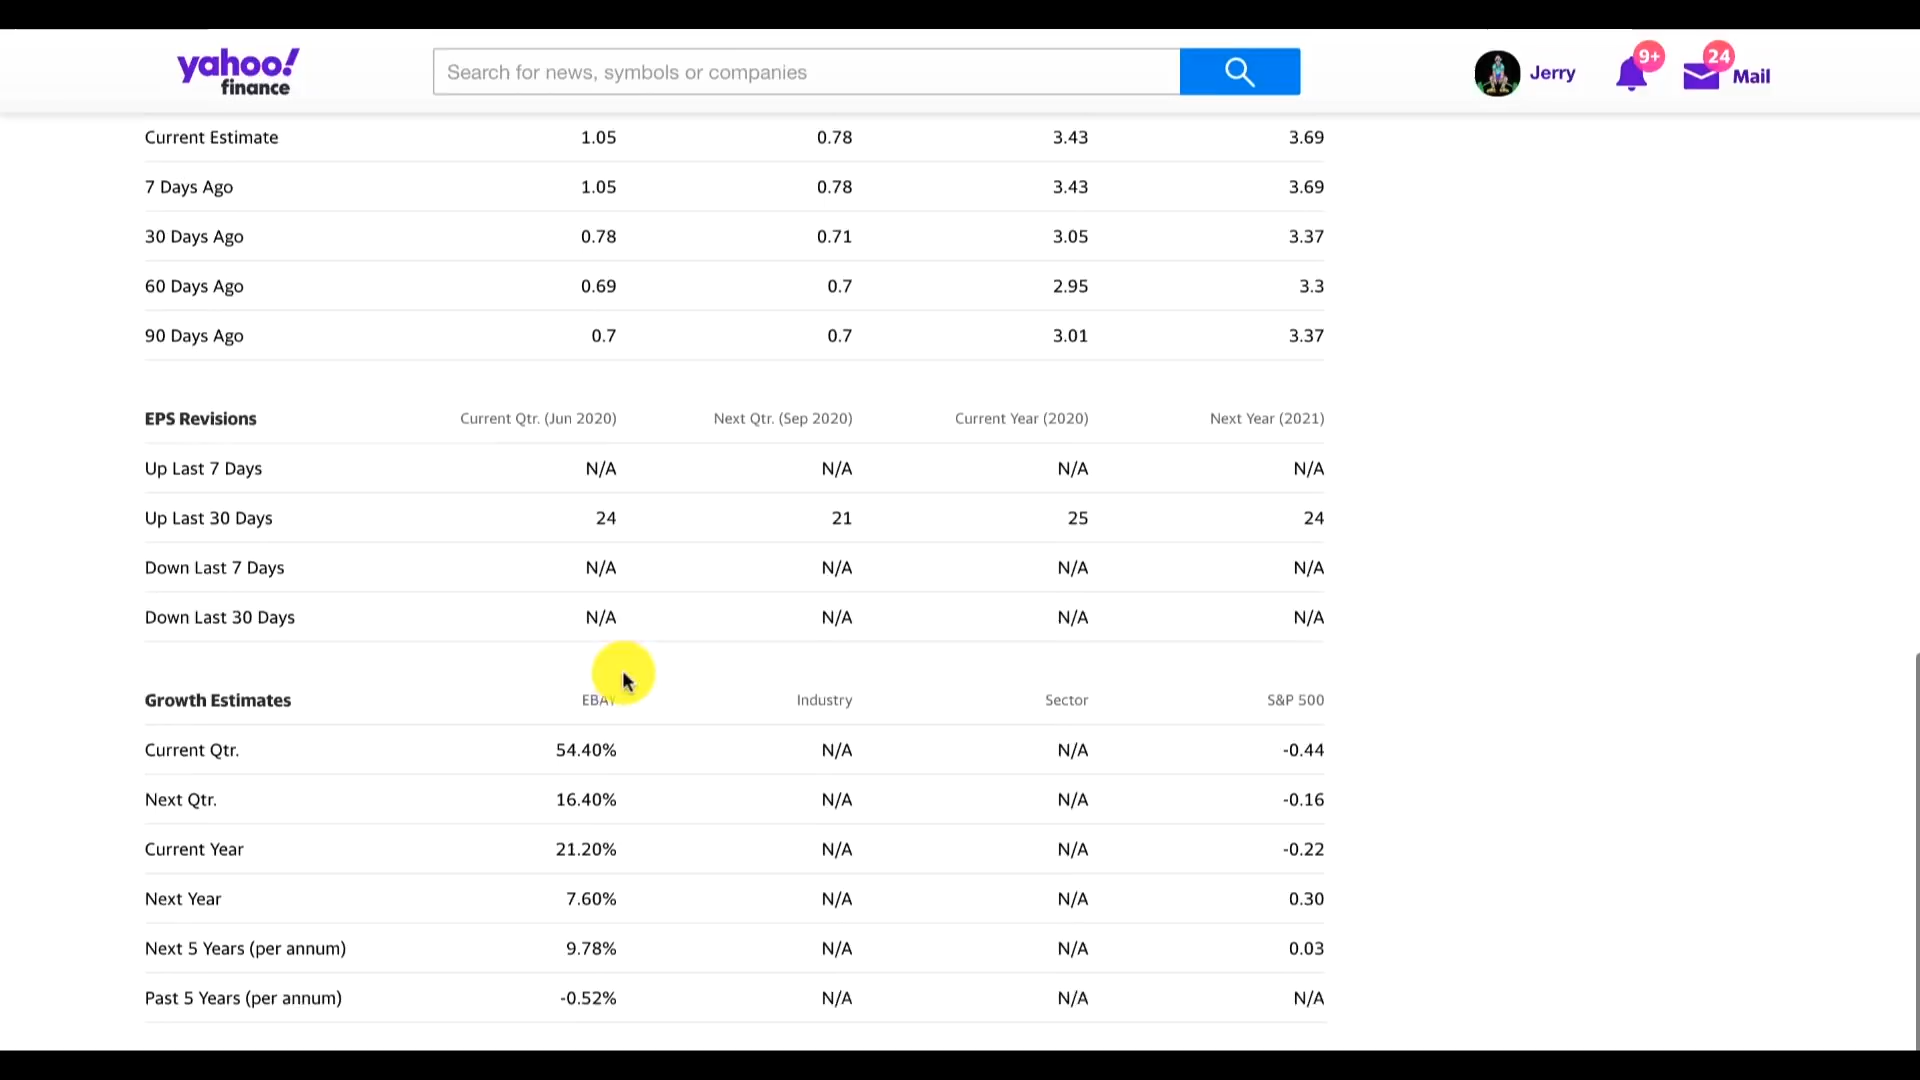 yahoo!
finance
Search for news, symbols or companies
Jerry
9+
24
Mail
Current Estimate 1.05 0.78 3.43 3.69
7 Days Ago 1.05 0.78 3.43 3.69
30 Days Ago 0.78 0.71 3.05 3.37
60 Days Ago 0.69 0.7 2.95 3.3
90 Days Ago 0.7 0.7 3.01 3.37
EPS Revisions Current Qtr. (Jun 2020) Next Qtr. (Sep 2020) Current Year (2020) Next Year (2021)
Up Last 7 Days N/A N/A N/A N/A
Up Last 30 Days 24 21 25 24
Down Last 7 Days N/A N/A N/A N/A
Down Last 30 Days N/A N/A N/A N/A
Growth Estimates EBAY Industry Sector S&P 500
Current Qtr. 54.40% N/A N/A -0.44
Next Qtr. 16.40% N/A N/A -0.16
Current Year 21.20% N/A N/A -0.22
Next Year 7.60% N/A N/A 0.30
Next 5 Years (per annum) 9.78% N/A N/A 0.03
Past 5 Years (per annum) -0.52% N/A N/A N/A